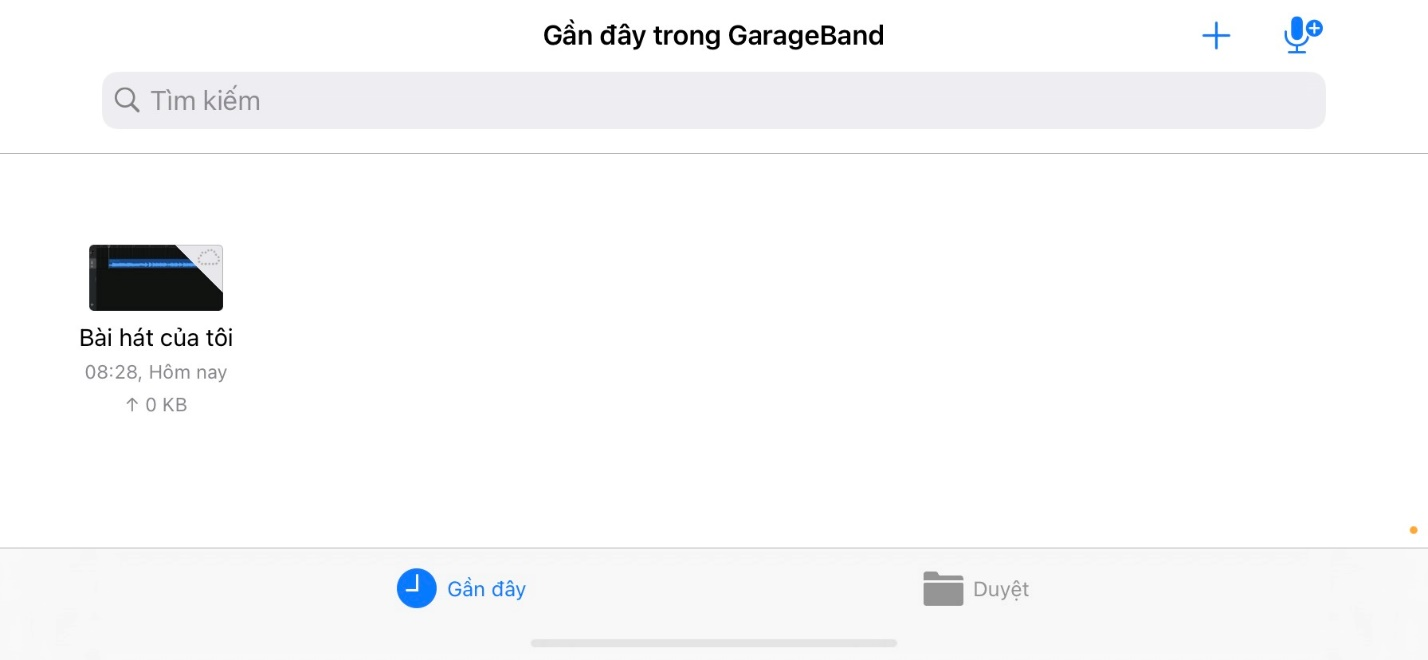 Gần đây trong GarageBand
Tìm kiếm
Bài hát của tôi
08:28, Hôm nay
↑ 0 KB
Gần đây
Duyệt